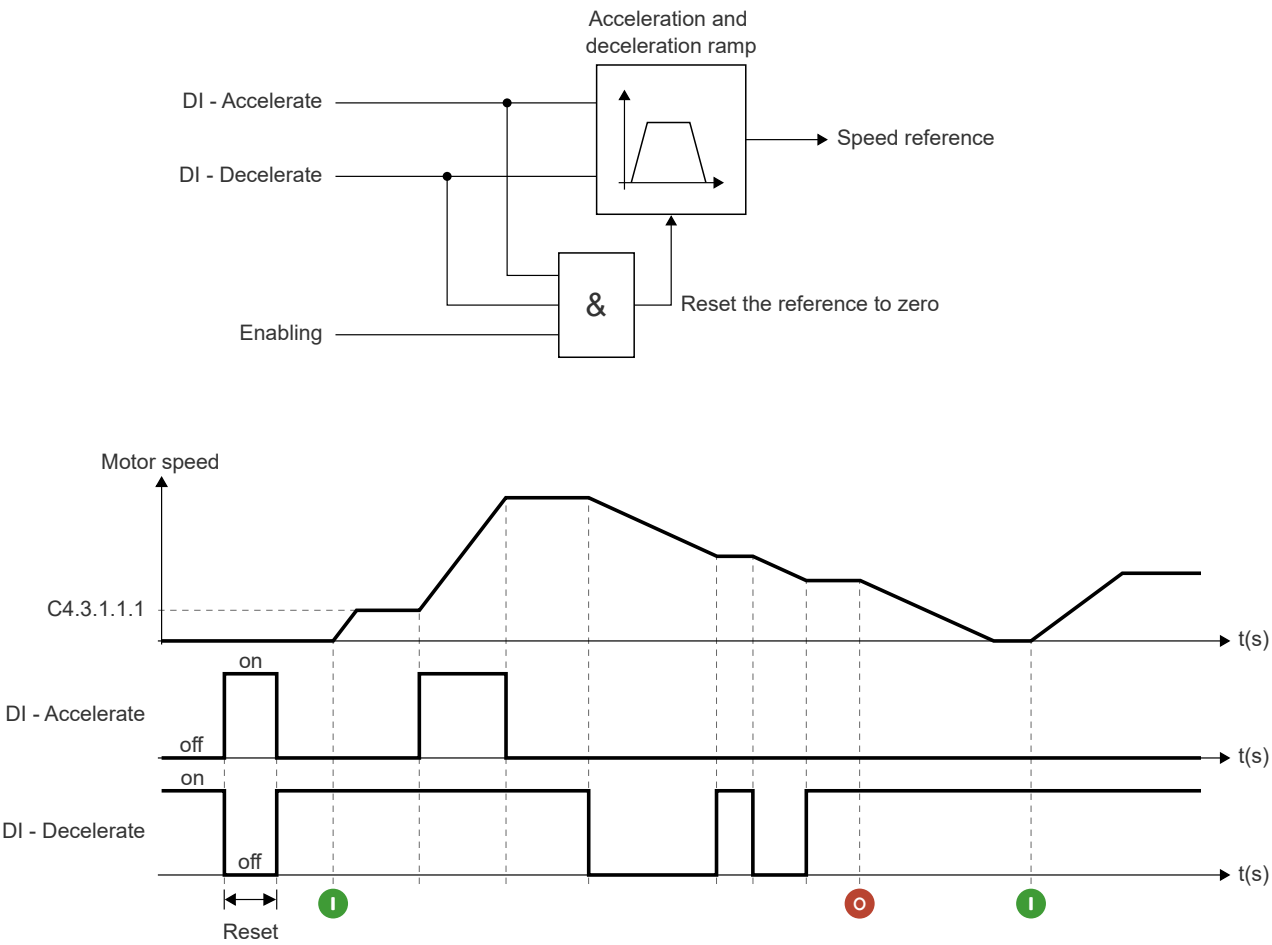 Acceleration and
deceleration ramp
DI - Accelerate
DI - Decelerate
Speed reference
&
Reset the reference to zero
Enabling
Motor speed
C4.3.1.1.1
t(s)
on
DI - Accelerate
off
t(s)
on
DI - Decelerate
off
t(s)
I
O
I
Reset